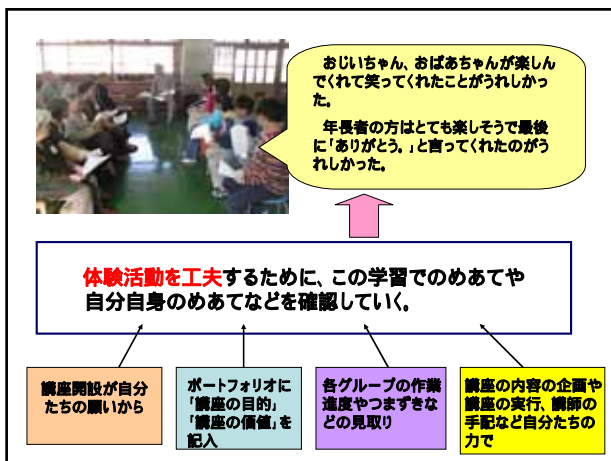 おじいちゃん、おばあちゃんが楽しん
でくれて笑ってくれたことがうれしかっ
た。
年長者の方はとても楽しそうで最後
に「ありがとう。」と言ってくれたのがう
れしかった。
体験活動を工夫するために、この学習でのめあてや
自分自身のめあてなどを確認していく。
講座開設が自分
たちの願いから
ポートフォリオに
「講座の目的」
「講座の価値」を
記入
各グループの作業
進度やつまずきな
どの見取り
講座の内容の企画や
講座の実行、講師の
手配など自分たちの
力で